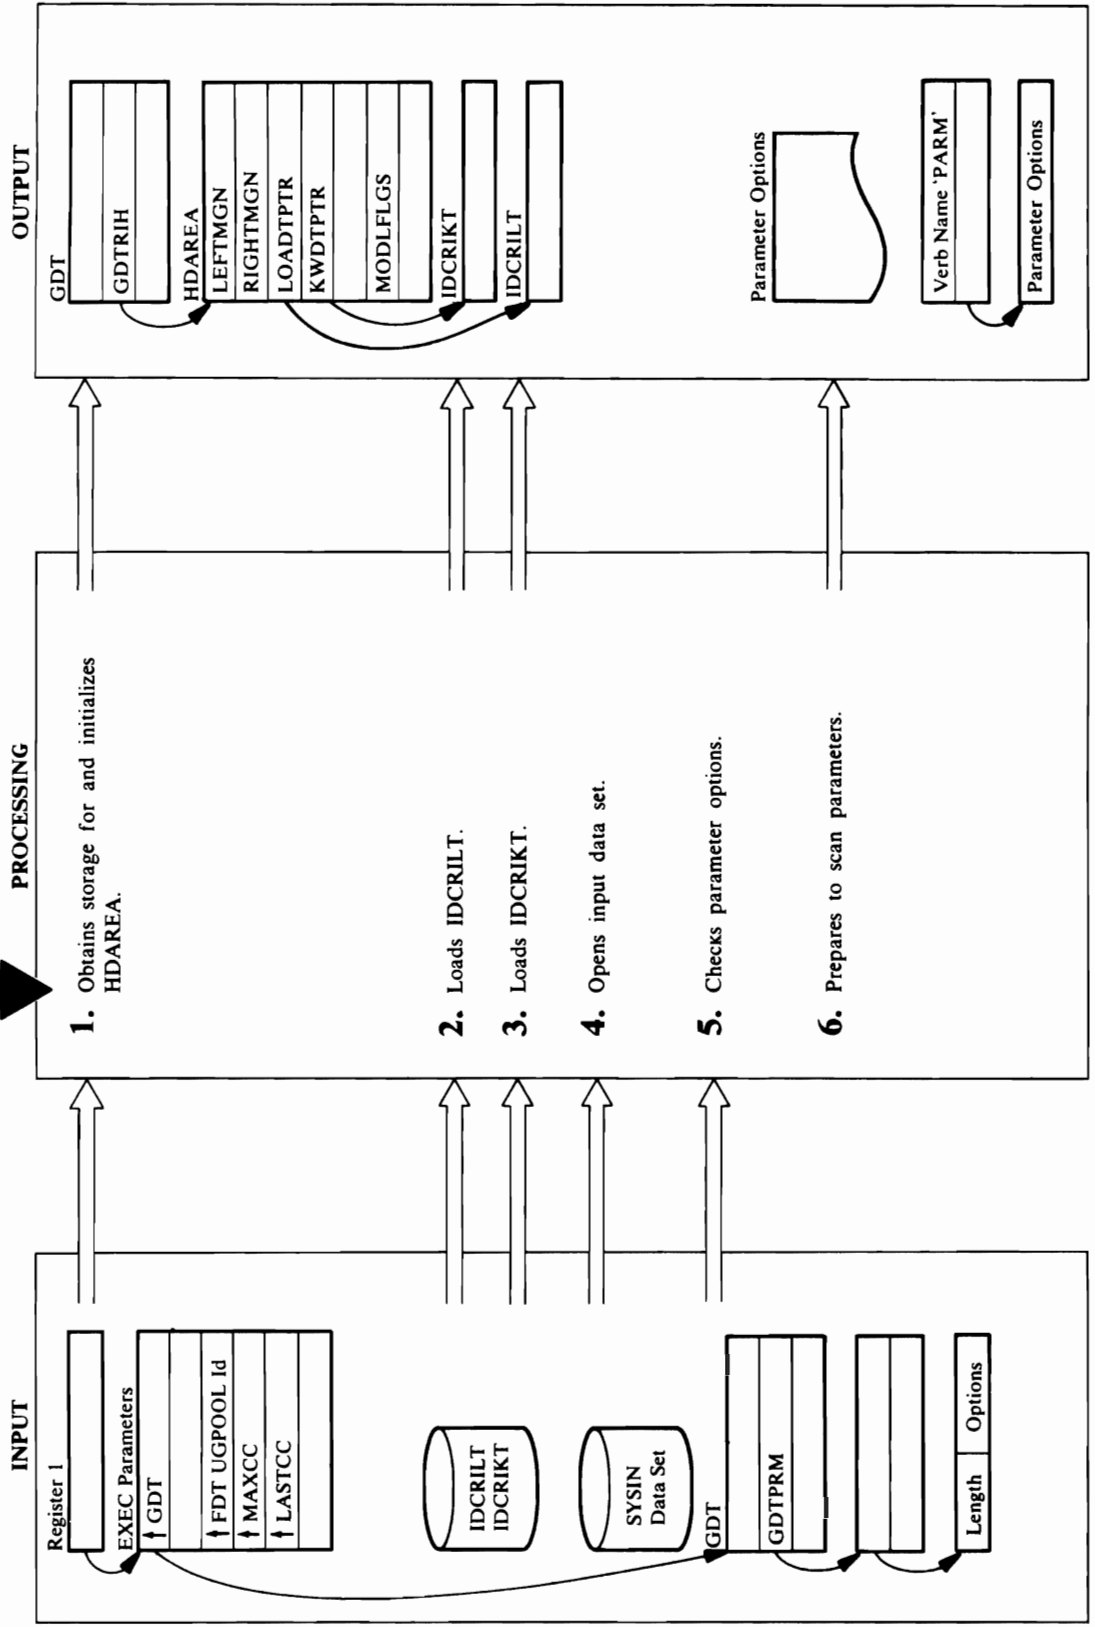 INPUT
Register 1
EXEC Parameters
GDT
FDT UGPOOL Id
MAXCC
LASTCC
IDCRILT
IDCRIKT
SYSIN
Data Set
GDT
GDTPRM
Length Options
PROCESSING
1. Obtains storage for and initializes
HDAREA.
2. Loads IDCRILT.
3. Loads IDCRIKT.
4. Opens input data set.
5. Checks parameter options.
6. Prepares to scan parameters.
OUTPUT
GDT
GDTRIH
HDAREA
LEFTMGN
RIGHTMGN
LOADTPTR
KWDTPTR
MODLFLGS
IDCRIKT
IDCRILT
Parameter Options
Verb Name 'PARM'
Parameter Options